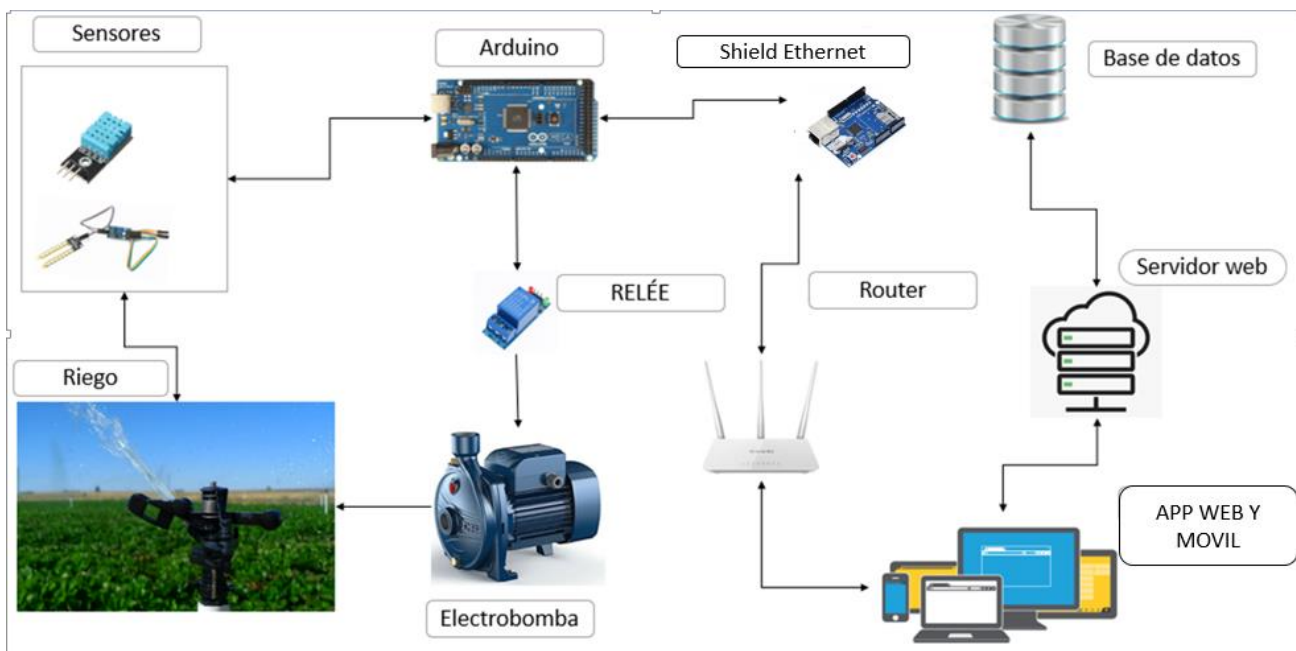 Sensores
Arduino
Shield Ethernet
Base de datos
RELÉE
Router
Servidor web
Riego
APP WEB Y
MOVIL
Electrobomba